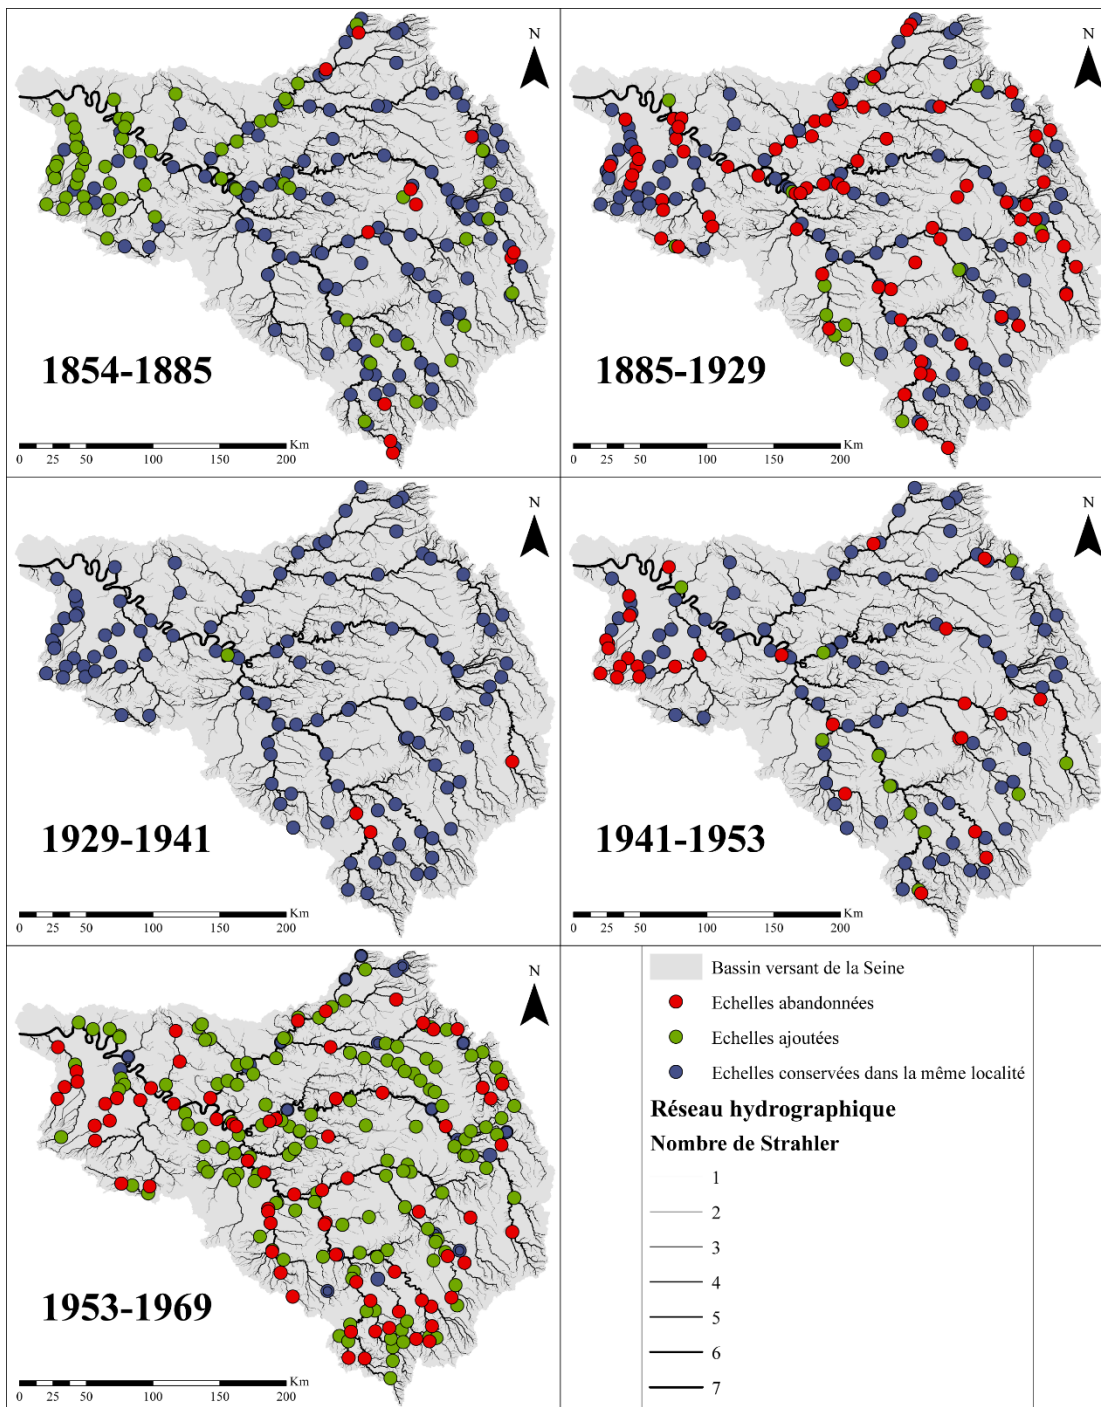 N
1854-1885
Km
0 25 50 100 150 200
N
1885-1929
Km
0 25 50 100 150 200
N
1929-1941
Km
0 25 50 100 150 200
N
1941-1953
Km
0 25 50 100 150 200
N
1953-1969
Km
0 25 50 100 150 200
Bassin versant de la Seine
Echelles abandonnées
Echelles ajoutées
Echelles conservées dans la même localité
Réseau hydrographique
Nombre de Strahler
1
2
3
4
5
6
7